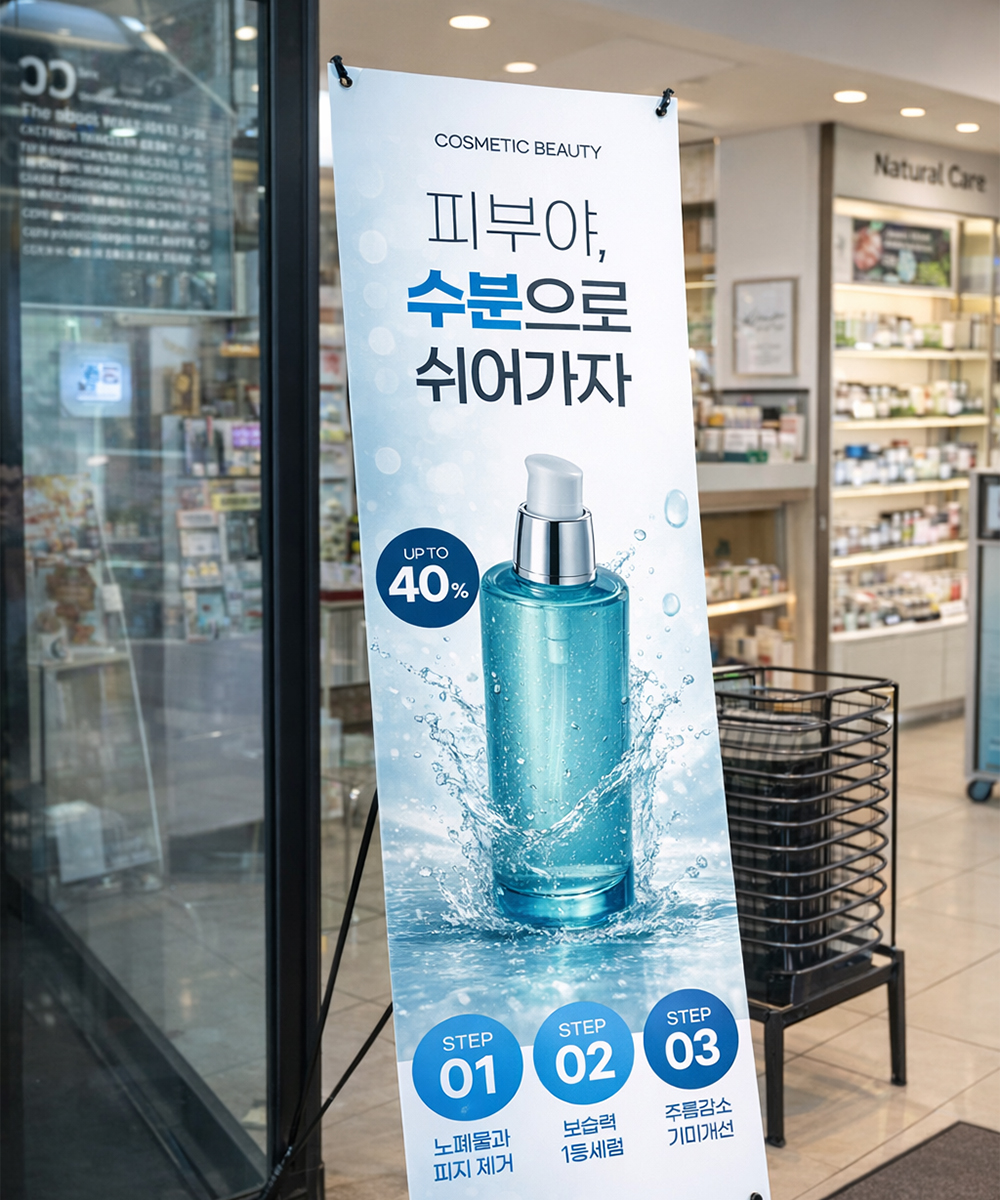 COSMETIC BEAUTY
피부야,
수분으로
쉬어가자
UP TO
40%
STEP
01
노폐물과
피지 제거
STEP
02
보습력
1등세럼
STEP
03
주름감소
기미개선
Natural Care